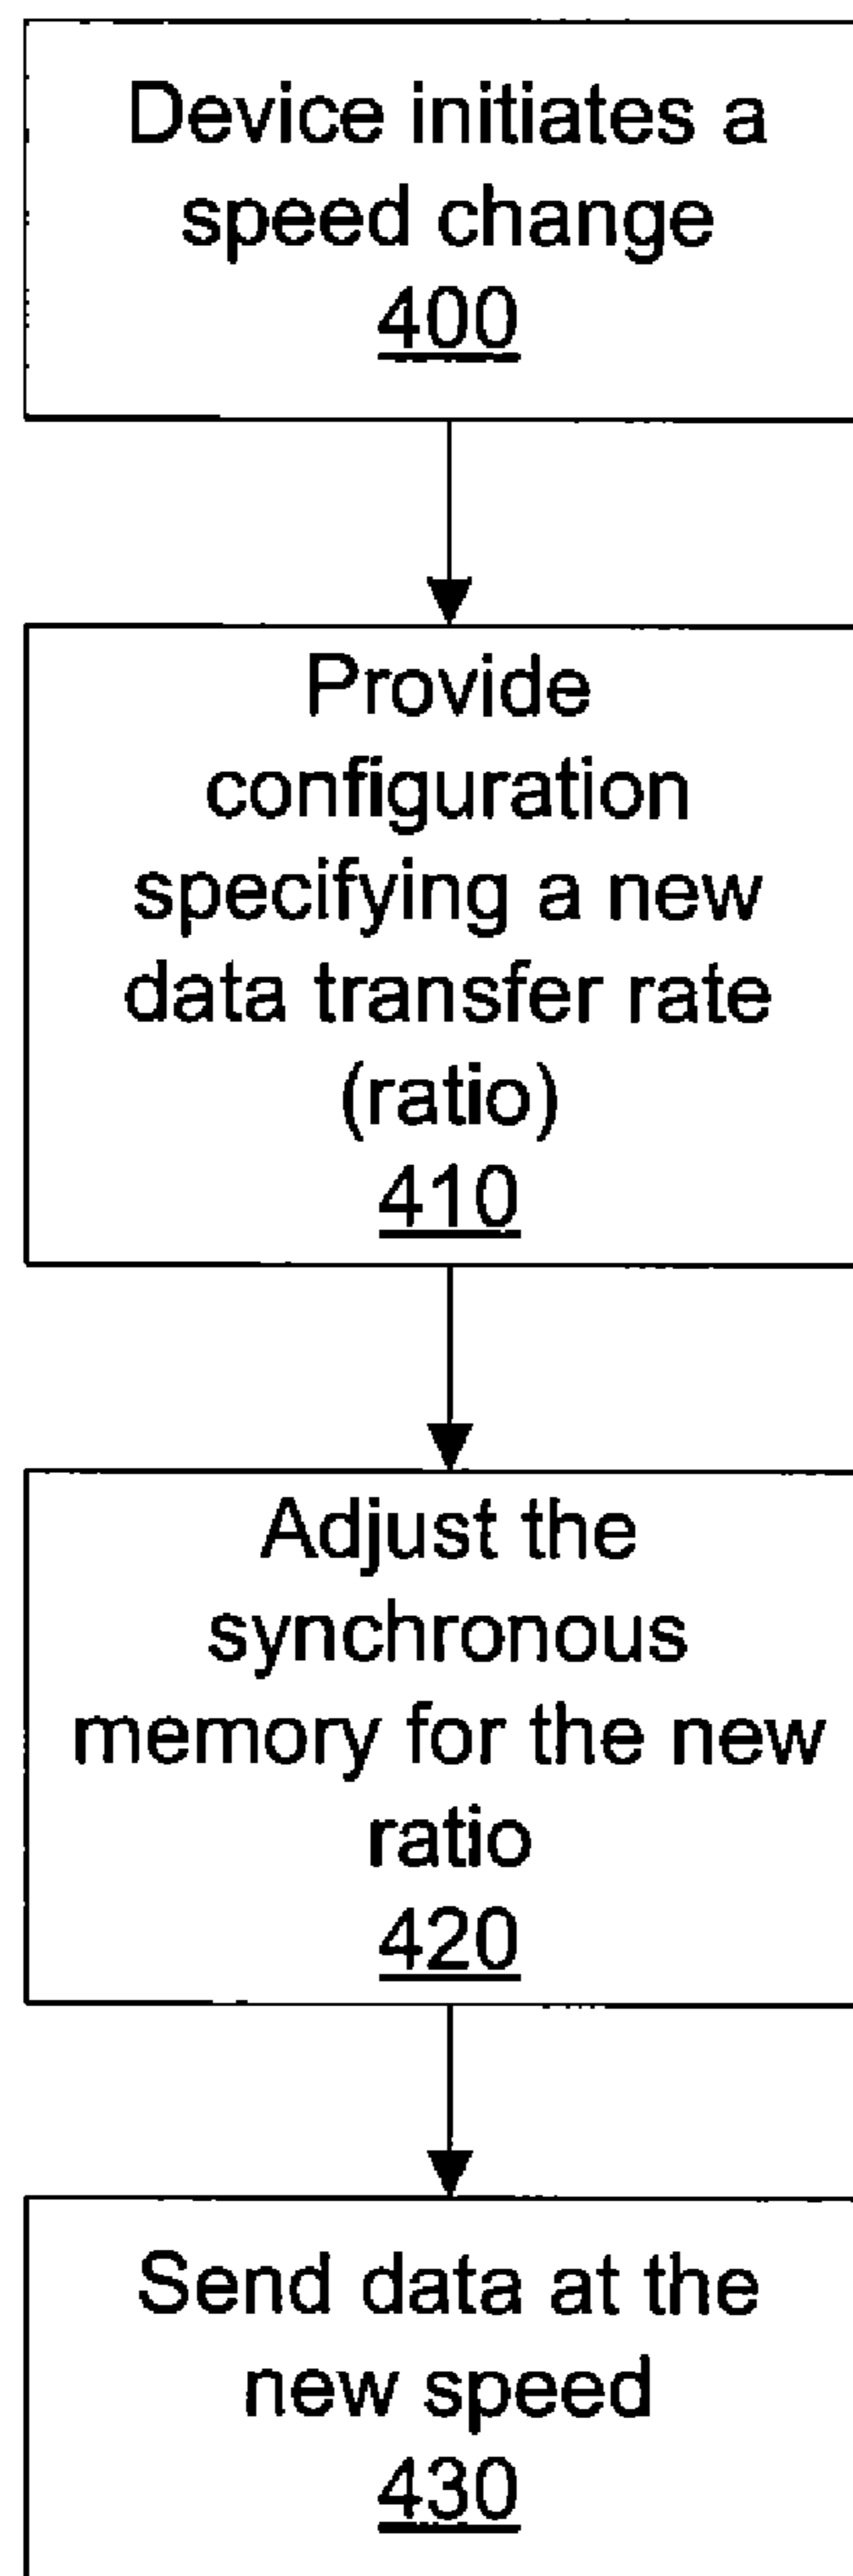 Device initiates a
speed change
400
Provide
configuration
specifying a new
data transfer rate
(ratio)
410
Adjust the
synchronous
memory for the new
ratio
420
Send data at the
new speed
430